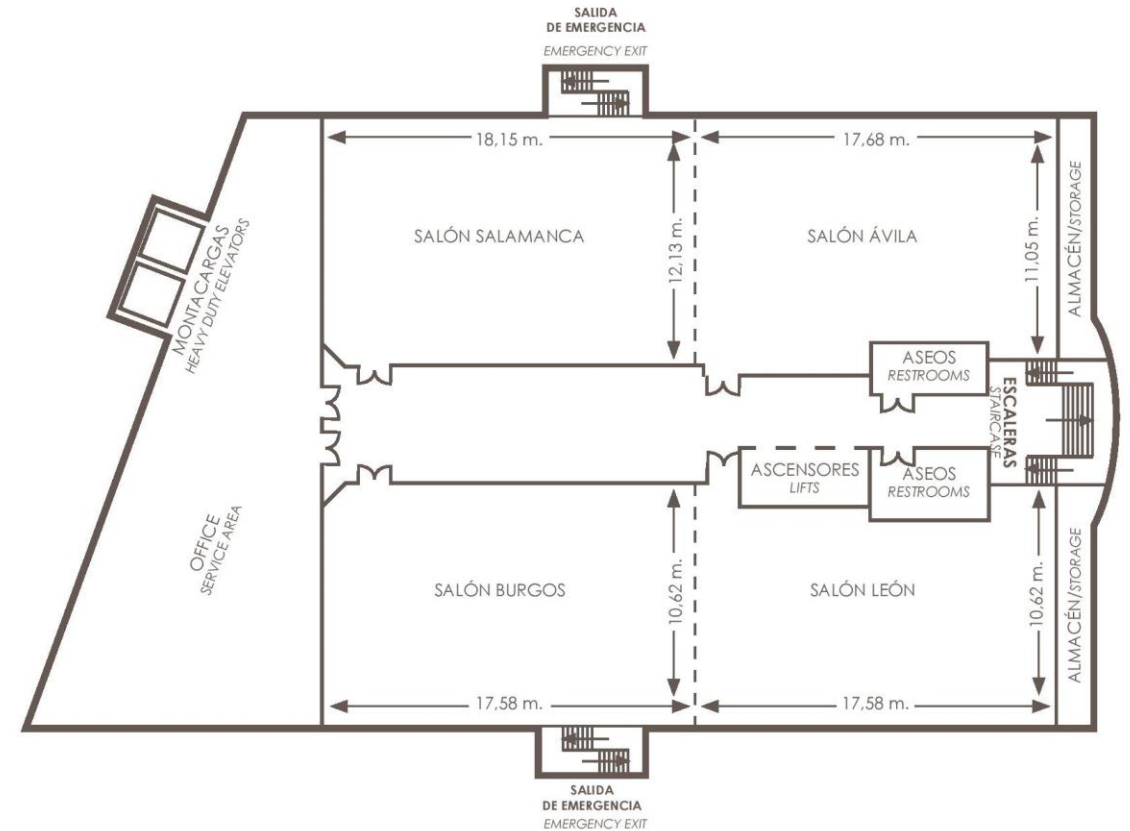 SALIDA
DE EMERGENCIA
EMERGENCY EXIT
18,15 m.
17,68 m.
SALÓN SALAMANCA
12,13 m.
SALÓN ÁVILA
11,05 m.
ALMACÉN/STORAGE
MONTACARGAS
HEAVY DUTY ELEVATORS
ASEOS
RESTROOMS
ESCALERAS
STAIRCASE
ASCENSORES
LIFTS
ASEOS
RESTROOMS
OFFICE
SERVICE AREA
SALÓN BURGOS
10,62 m.
SALÓN LEÓN
10,62 m.
ALMACÉN/STORAGE
17,58 m.
17,58 m.
SALIDA
DE EMERGENCIA
EMERGENCY EXIT